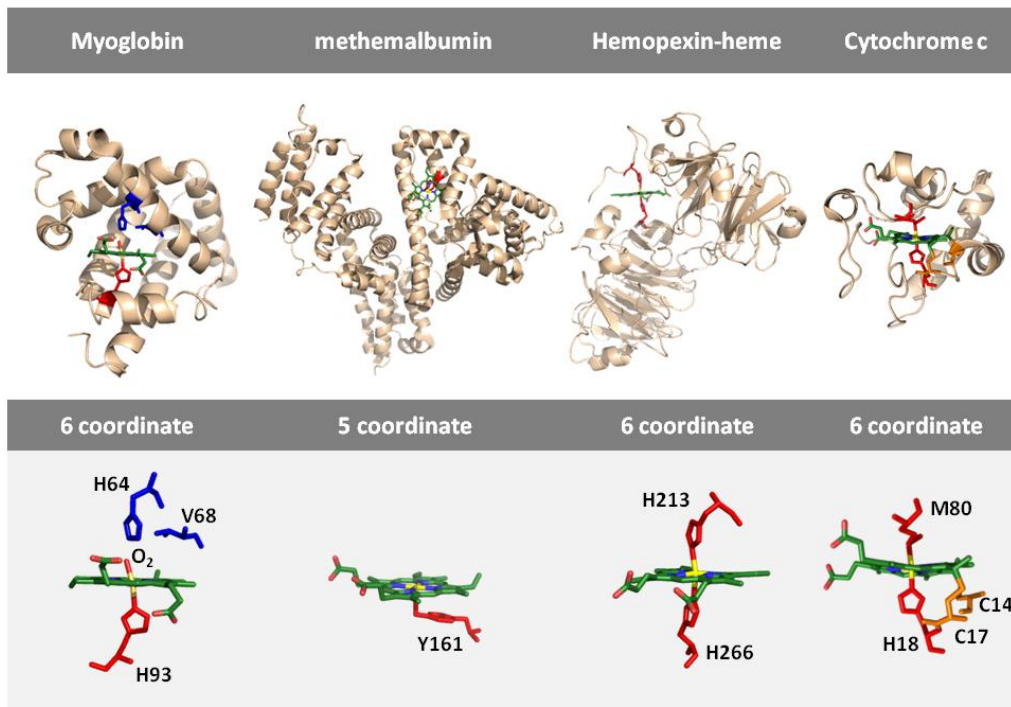 Myoglobin methemalbumin Hemopexin-heme Cytochrome c
6 coordinate 5 coordinate 6 coordinate 6 coordinate
H64
V68
O₂
H93
Y161
H213
H266
M80
C14
C17
H18